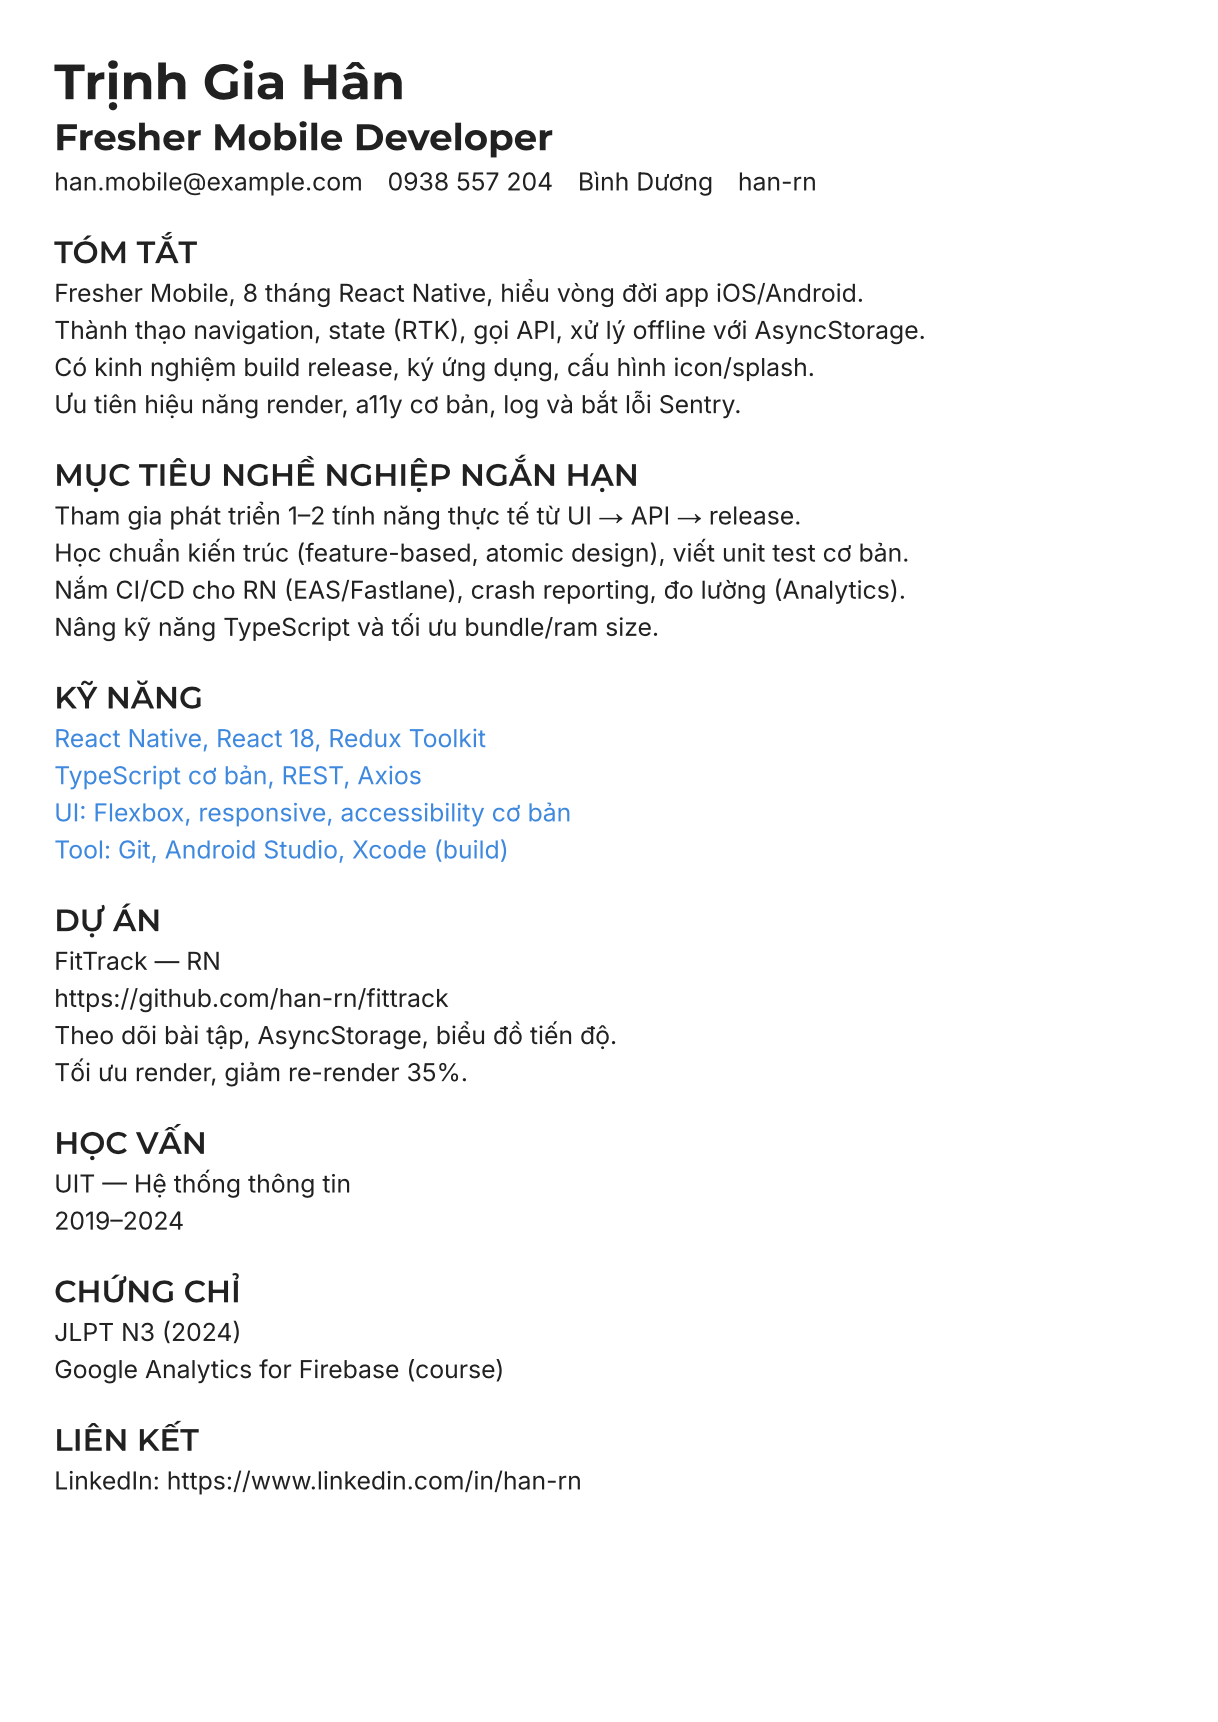 Trịnh Gia Hân
Fresher Mobile Developer
han.mobile@example.com 0938 557 204 Bình Dương han-rn
TÓM TẮT
Fresher Mobile, 8 tháng React Native, hiểu vòng đời app iOS/Android.
Thành thạo navigation, state (RTK), gọi API, xử lý offline với AsyncStorage.
Có kinh nghiệm build release, ký ứng dụng, cấu hình icon/splash.
Ưu tiên hiệu năng render, a11y cơ bản, log và bắt lỗi Sentry.
MỤC TIÊU NGHỀ NGHIỆP NGẮN HẠN
Tham gia phát triển 1–2 tính năng thực tế từ UI → API → release.
Học chuẩn kiến trúc (feature-based, atomic design), viết unit test cơ bản.
Nắm CI/CD cho RN (EAS/Fastlane), crash reporting, đo lường (Analytics).
Nâng kỹ năng TypeScript và tối ưu bundle/ram size.
KỸ NĂNG
React Native, React 18, Redux Toolkit
TypeScript cơ bản, REST, Axios
UI: Flexbox, responsive, accessibility cơ bản
Tool: Git, Android Studio, Xcode (build)
DỰ ÁN
FitTrack — RN
https://github.com/han-rn/fittrack
Theo dõi bài tập, AsyncStorage, biểu đồ tiến độ.
Tối ưu render, giảm re-render 35%.
HỌC VẤN
UIT — Hệ thống thông tin
2019–2024
CHỨNG CHỈ
JLPT N3 (2024)
Google Analytics for Firebase (course)
LIÊN KẾT
LinkedIn: https://www.linkedin.com/in/han-rn